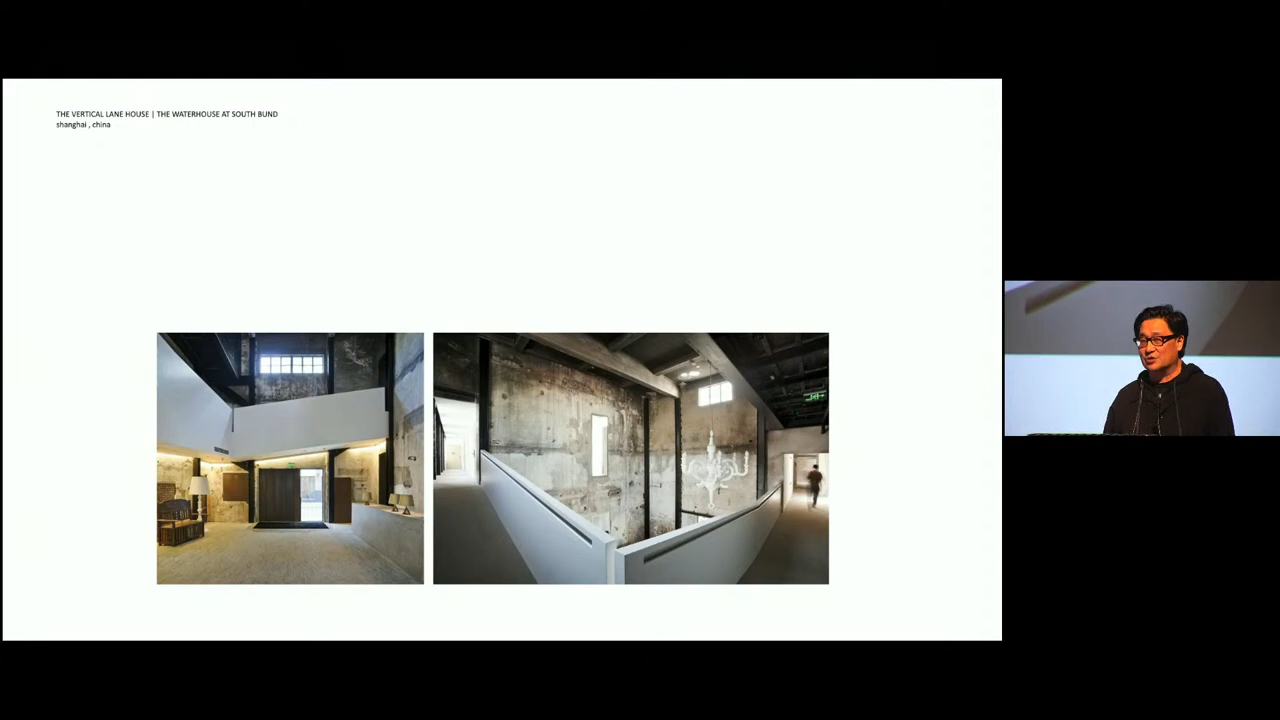 THE VERTICAL LANE HOUSE | THE WATERHOUSE AT SOUTH BUND
shanghai , china